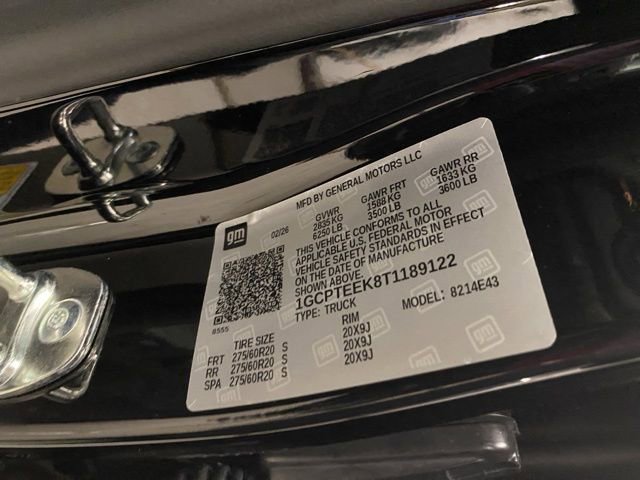 MFD BY GENERAL MOTORS LLC
gm
02/26
GVWR GAWR FRT GAWR RR
2835 KG 1588 KG 1633 KG
6250 LB 3500 LB 3600 LB
THIS VEHICLE CONFORMS TO ALL
APPLICABLE U.S. FEDERAL MOTOR
VEHICLE SAFETY STANDARDS IN EFFECT
ON THE DATE OF MANUFACTURE
SHOWN ABOVE.
1GCPTEEK8T1189122
TYPE: TRUCK MODEL: 8214E43
8555
TIRE SIZE RIM
FRT 275/60R20 S 20X9J
RR 275/60R20 S 20X9J
SPA 275/60R20 S 20X9J